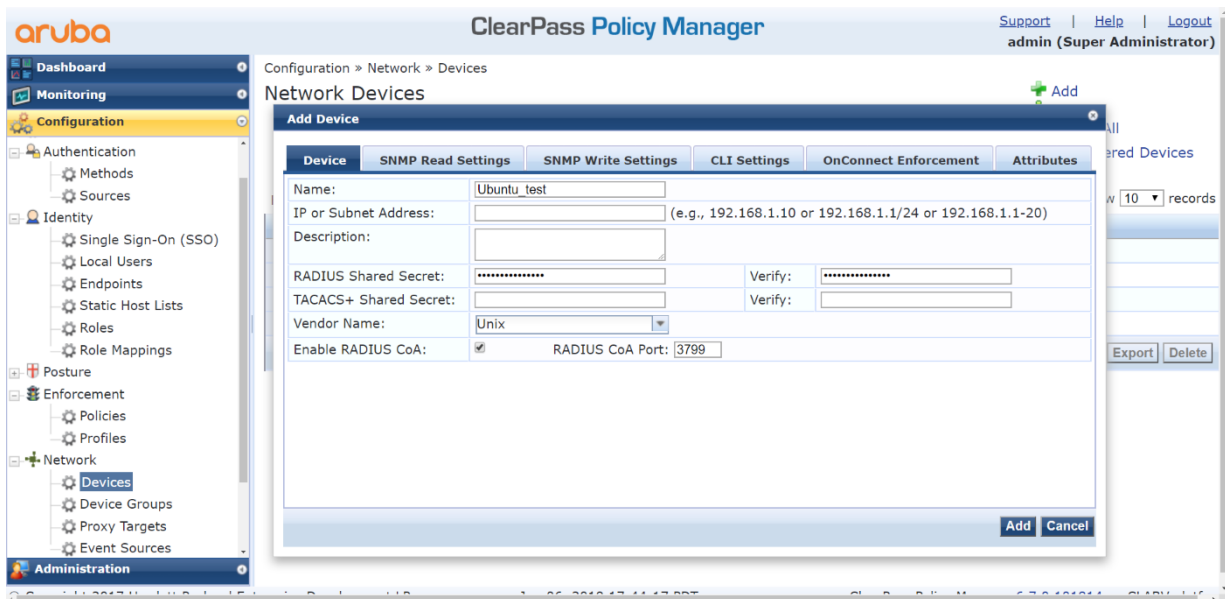 aruba
ClearPass Policy Manager
Support | Help | Logout
admin (Super Administrator)
Dashboard
Monitoring
Configuration
Authentication
Methods
Sources
Identity
Single Sign-On (SSO)
Local Users
Endpoints
Static Host Lists
Roles
Role Mappings
Posture
Enforcement
Policies
Profiles
Network
Devices
Device Groups
Proxy Targets
Event Sources
Administration
Configuration » Network » Devices
Network Devices
Add
All
ered Devices
10 records
Export Delete
Add Device
Device SNMP Read Settings SNMP Write Settings CLI Settings OnConnect Enforcement Attributes
Name: Ubuntu_test
IP or Subnet Address: (e.g., 192.168.1.10 or 192.168.1.1/24 or 192.168.1.1-20)
Description:
RADIUS Shared Secret: ••••••••••••••• Verify: •••••••••••••••
TACACS+ Shared Secret: Verify:
Vendor Name: Unix
Enable RADIUS CoA: RADIUS CoA Port: 3799
Add Cancel